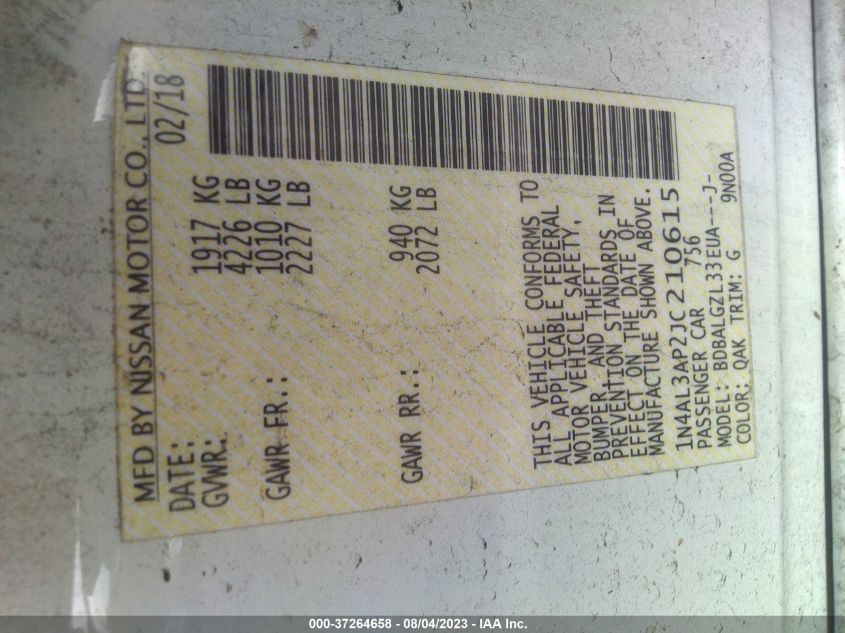 MFD BY NISSAN MOTOR CO., LTD.
DATE: 02/18
GVWR: 1917 KG
4226 LB
GAWR FR.: 1010 KG
2227 LB
GAWR RR.: 940 KG
2072 LB
THIS VEHICLE CONFORMS TO
ALL APPLICABLE FEDERAL
MOTOR VEHICLE SAFETY,
BUMPER AND THEFT
PREVENTION STANDARDS IN
EFFECT ON THE DATE OF
MANUFACTURE SHOWN ABOVE.
1N4AL3AP2JC210615
PASSENGER CAR 756
MODEL: BDBALGZL33EUA---J-
COLOR: QAK TRIM: G 9N00A
000-37264658 - 08/04/2023 - IAA Inc.